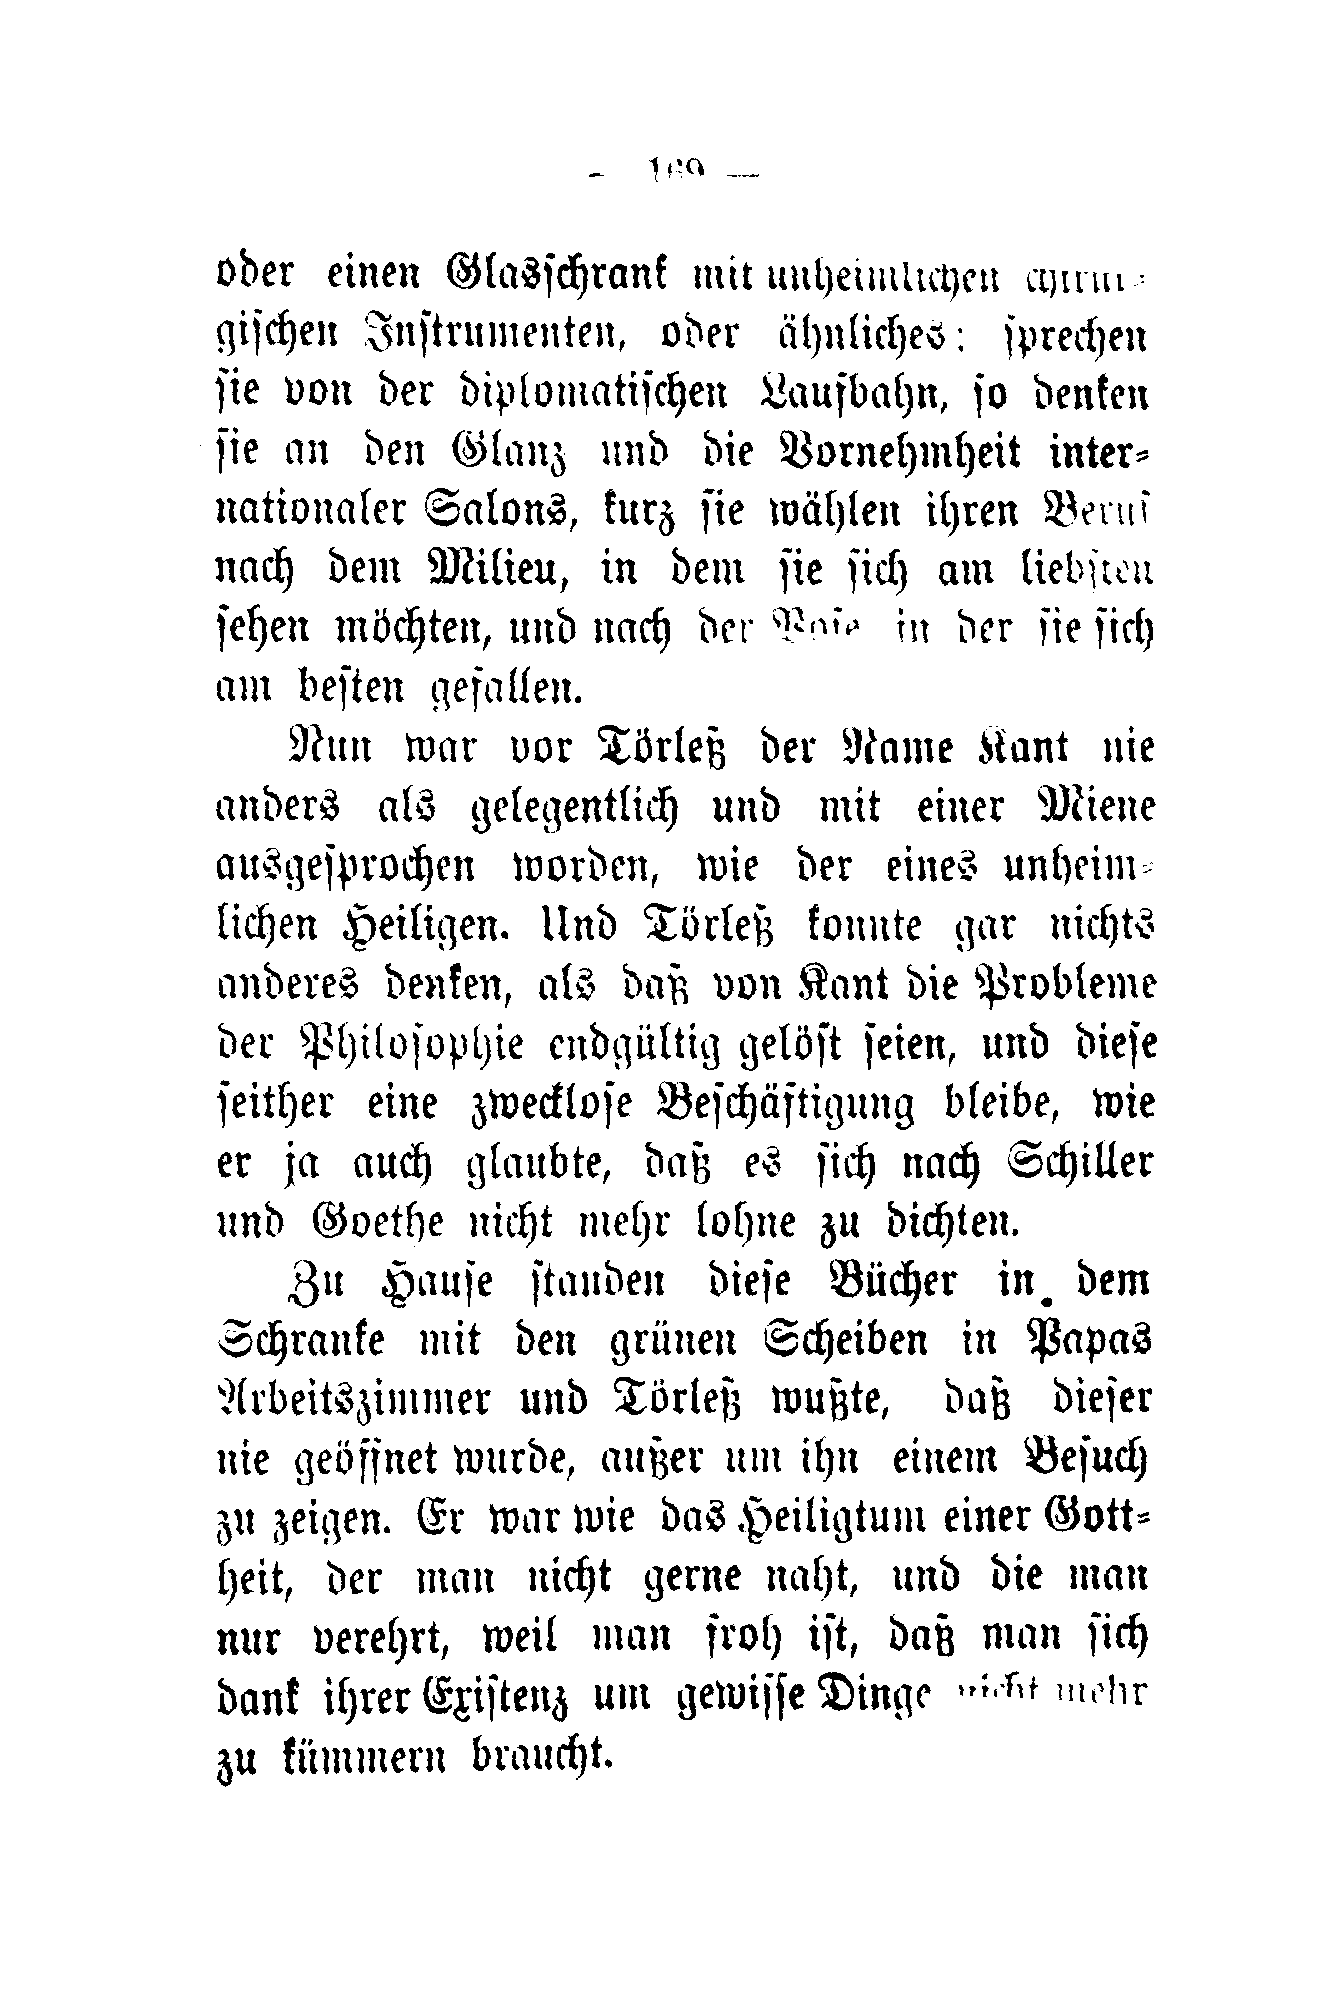 — 169 —
oder einen Glasschrank mit unheimlichen chirur-
gischen Instrumenten, oder ähnliches; sprechen
sie von der diplomatischen Laufbahn, so denken
sie an den Glanz und die Vornehmheit inter-
nationaler Salons, kurz sie wählen ihren Beruf
nach dem Milieu, in dem sie sich am liebsten
sehen möchten, und nach der Pose in der sie sich
am besten gefallen.
Nun war vor Törleß der Name Kant nie
anders als gelegentlich und mit einer Miene
ausgesprochen worden, wie der eines unheim-
lichen Heiligen. Und Törleß konnte gar nichts
anderes denken, als daß von Kant die Probleme
der Philosophie endgültig gelöst seien, und diese
seither eine zwecklose Beschäftigung bleibe, wie
er ja auch glaubte, daß es sich nach Schiller
und Goethe nicht mehr lohne zu dichten.
Zu Hause standen diese Bücher in dem
Schranke mit den grünen Scheiben in Papas
Arbeitszimmer und Törleß wußte, daß dieser
nie geöffnet wurde, außer um ihn einem Besuch
zu zeigen. Er war wie das Heiligtum einer Gott-
heit, der man nicht gerne naht, und die man
nur verehrt, weil man froh ist, daß man sich
dank ihrer Existenz um gewisse Dinge nicht mehr
zu kümmern braucht.